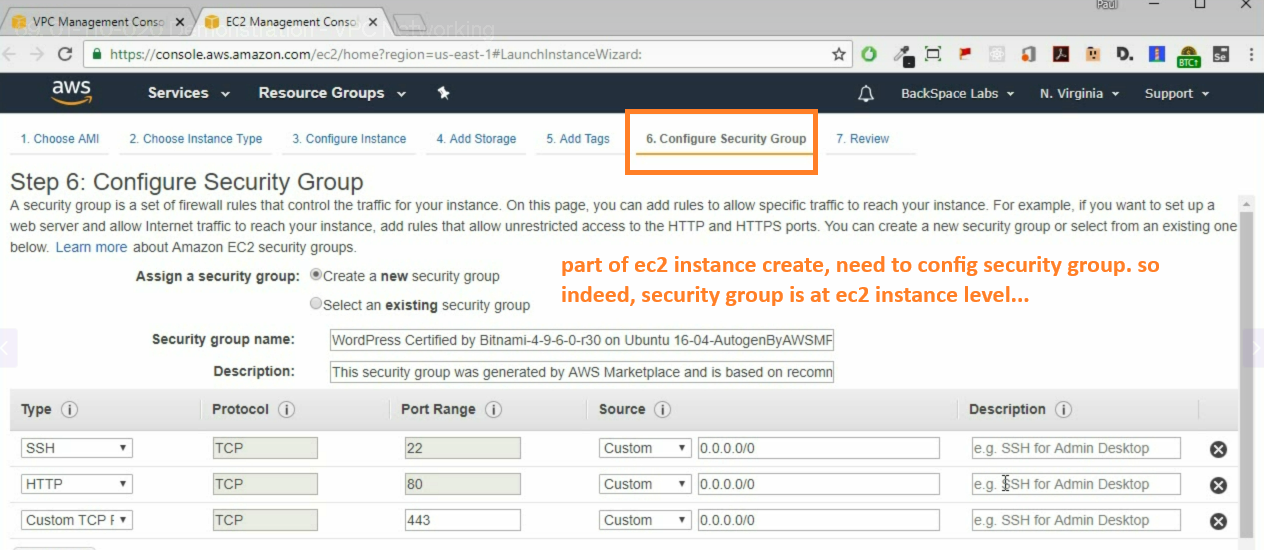 Paul
VPC Management Conso
EC2 Management Consol
https://console.aws.amazon.com/ec2/home?region=us-east-1#LaunchInstanceWizard:
D.
BTC↑
Se
aws
Services
Resource Groups
BackSpace Labs
N. Virginia
Support
1. Choose AMI
2. Choose Instance Type
3. Configure Instance
4. Add Storage
5. Add Tags
6. Configure Security Group
7. Review
Step 6: Configure Security Group
A security group is a set of firewall rules that control the traffic for your instance. On this page, you can add rules to allow specific traffic to reach your instance. For example, if you want to set up a
web server and allow Internet traffic to reach your instance, add rules that allow unrestricted access to the HTTP and HTTPS ports. You can create a new security group or select from an existing one
below. Learn more about Amazon EC2 security groups.
Assign a security group: Create a new security group
Select an existing security group
part of ec2 instance create, need to config security group. so
indeed, security group is at ec2 instance level...
Security group name: WordPress Certified by Bitnami-4-9-6-0-r30 on Ubuntu 16-04-AutogenByAWSMF
Description: This security group was generated by AWS Marketplace and is based on recomn
Type i Protocol i Port Range i Source i Description i
SSH TCP 22 Custom 0.0.0.0/0 e.g. SSH for Admin Desktop
HTTP TCP 80 Custom 0.0.0.0/0 e.g. SSH for Admin Desktop
Custom TCP F TCP 443 Custom 0.0.0.0/0 e.g. SSH for Admin Desktop